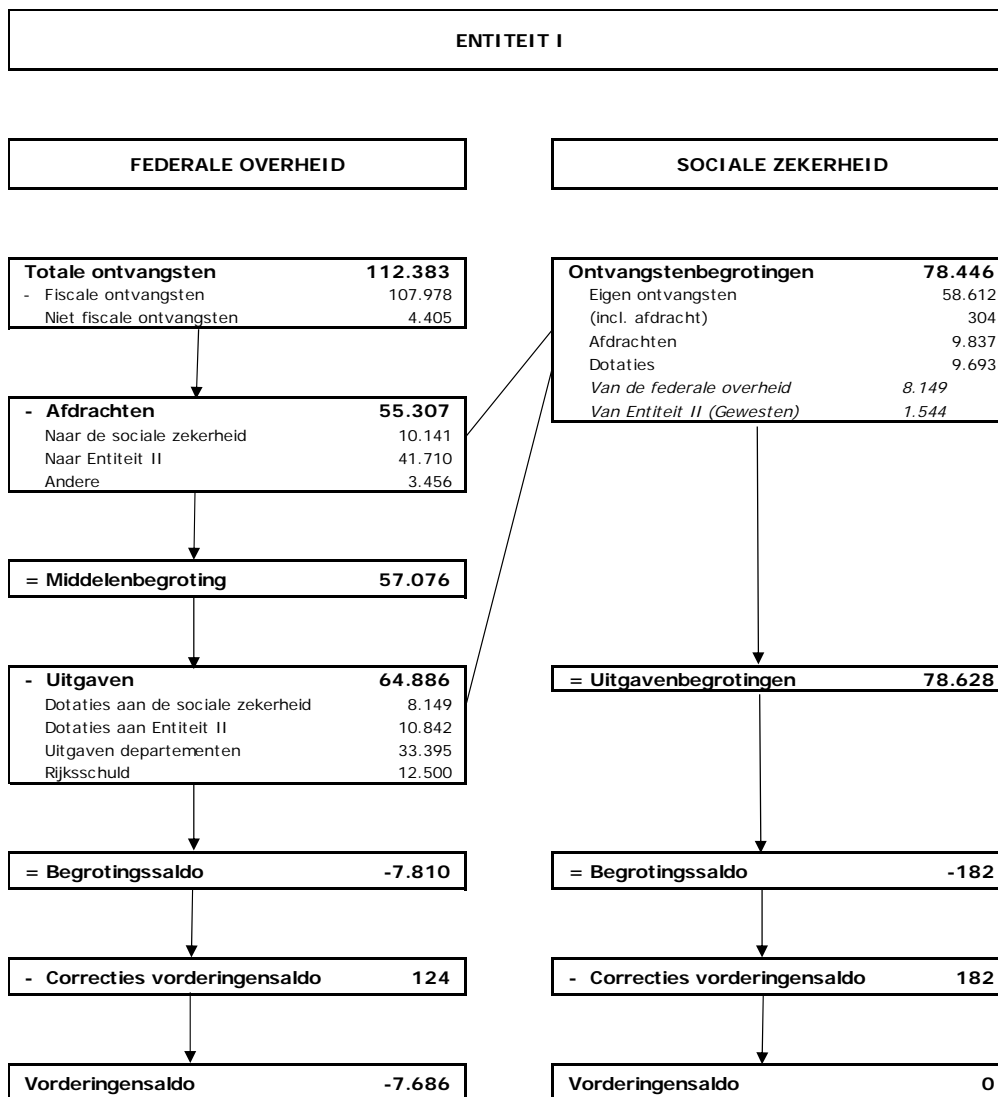 ENTITEIT I
FEDERALE OVERHEID
Totale ontvangsten 112.383
- Fiscale ontvangsten 107.978
Niet fiscale ontvangsten 4.405
- Afdrachten 55.307
Naar de sociale zekerheid 10.141
Naar Entiteit II 41.710
Andere 3.456
= Middelenbegroting 57.076
- Uitgaven 64.886
Dotaties aan de sociale zekerheid 8.149
Dotaties aan Entiteit II 10.842
Uitgaven departementen 33.395
Rijksschuld 12.500
= Begrotingssaldo -7.810
- Correcties vorderingensaldo 124
Vorderingensaldo -7.686
SOCIALE ZEKERHEID
Ontvangstenbegrotingen 78.446
Eigen ontvangsten 58.612
(incl. afdracht) 304
Afdrachten 9.837
Dotaties 9.693
Van de federale overheid 8.149
Van Entiteit II (Gewesten) 1.544
= Uitgavenbegrotingen 78.628
= Begrotingssaldo -182
- Correcties vorderingensaldo 182
Vorderingensaldo 0